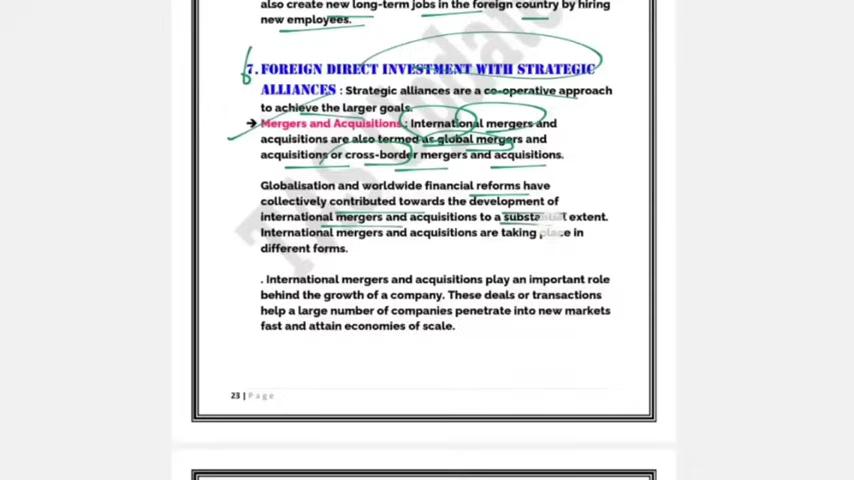 also create new long-term jobs in the foreign country by hiring
new employees.
7. FOREIGN DIRECT INVESTMENT WITH STRATEGIC
ALLIANCES : Strategic alliances are a co-operative approach
to achieve the larger goals.
➔ Mergers and Acquisitions : International mergers and
acquisitions are also termed as global mergers and
acquisitions or cross-border mergers and acquisitions.
Globalisation and worldwide financial reforms have
collectively contributed towards the development of
international mergers and acquisitions to a substantial extent.
International mergers and acquisitions are taking place in
different forms.
. International mergers and acquisitions play an important role
behind the growth of a company. These deals or transactions
help a large number of companies penetrate into new markets
fast and attain economies of scale.
23 | Page